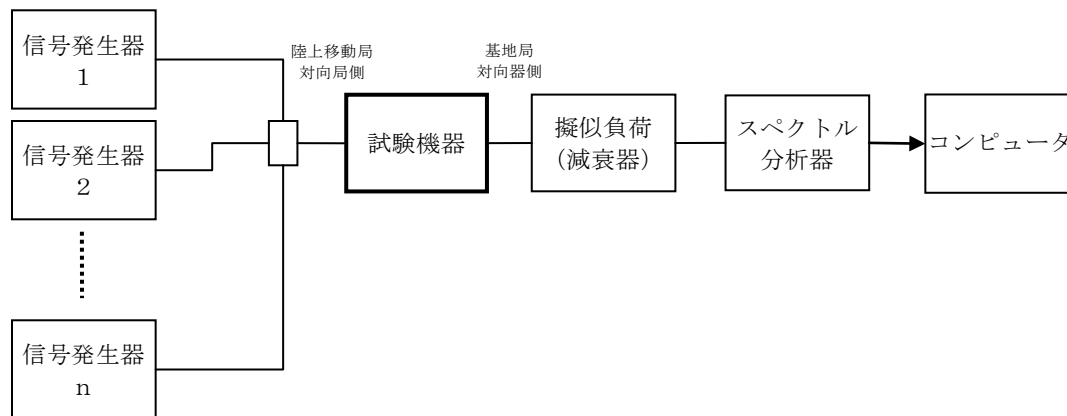 信号発生器
1
信号発生器
2
信号発生器
n
陸上移動局
対向局側
試験機器
基地局
対向器側
擬似負荷
(減衰器)
スペクトル
分析器
コンピュータ